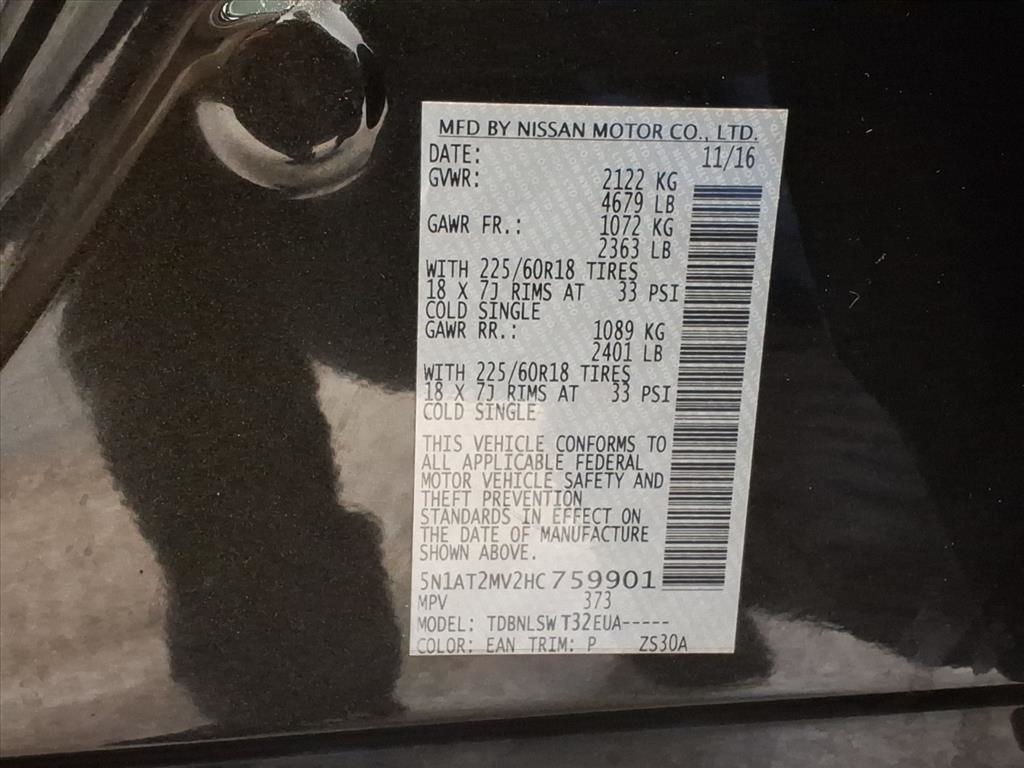 MFD BY NISSAN MOTOR CO., LTD.
DATE: 11/16
GVWR: 2122 KG
4679 LB
GAWR FR.: 1072 KG
2363 LB
WITH 225/60R18 TIRES
18 X 7J RIMS AT 33 PSI
COLD SINGLE
GAWR RR.: 1089 KG
2401 LB
WITH 225/60R18 TIRES
18 X 7J RIMS AT 33 PSI
COLD SINGLE
THIS VEHICLE CONFORMS TO
ALL APPLICABLE FEDERAL
MOTOR VEHICLE SAFETY AND
THEFT PREVENTION
STANDARDS IN EFFECT ON
THE DATE OF MANUFACTURE
SHOWN ABOVE.
5N1AT2MV2HC759901
MPV 373
MODEL: TDBNLSWT32EUA-----
COLOR: EAN TRIM: P ZS30A